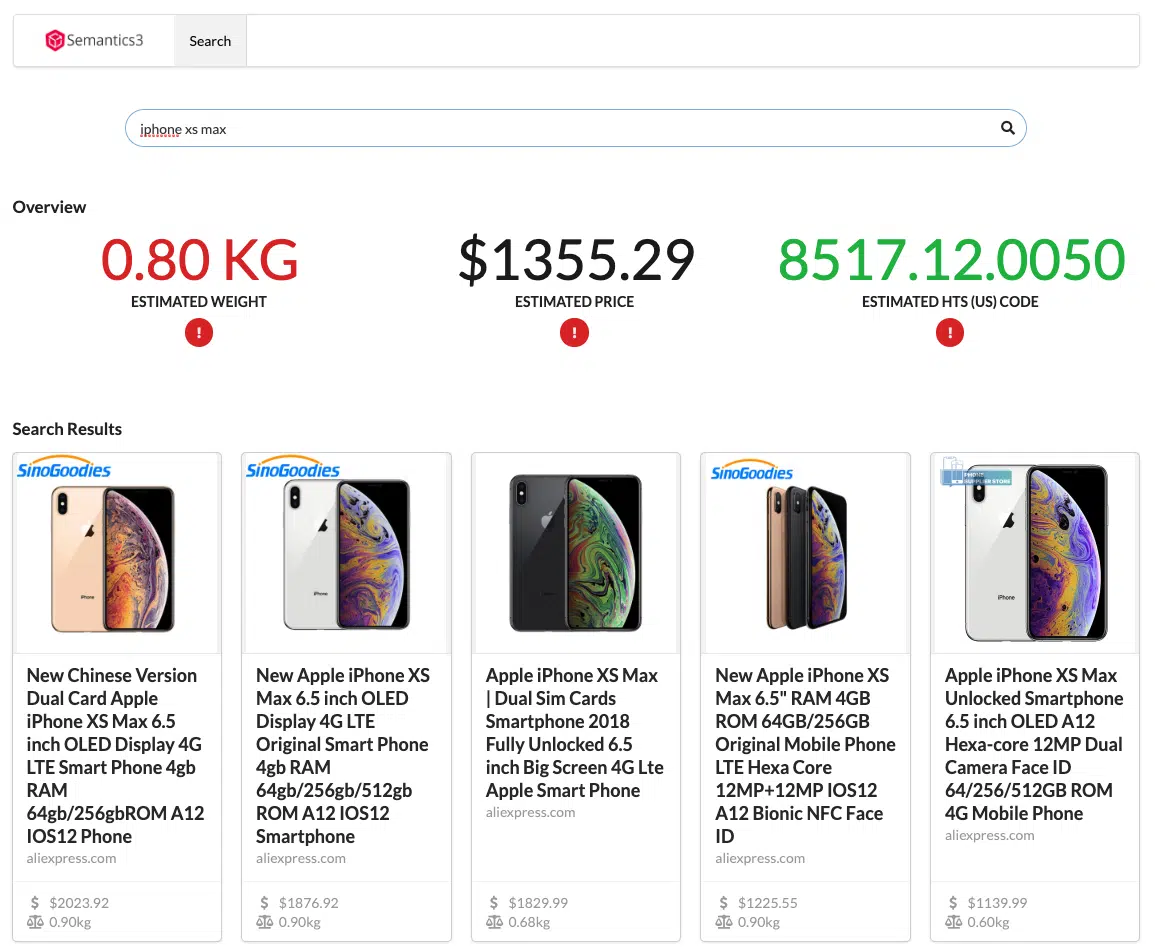 Semantics3
Search
iphone xs max
Overview
0.80 KG
$1355.29
8517.12.0050
ESTIMATED WEIGHT
ESTIMATED PRICE
ESTIMATED HTS (US) CODE
!
!
!
Search Results
SinoGoodies
iPhone
New Chinese Version
Dual Card Apple
iPhone XS Max 6.5
inch OLED Display 4G
LTE Smart Phone 4gb
RAM
64gb/256gbROM A12
IOS12 Phone
aliexpress.com
$ $2023.92
0.90kg
SinoGoodies
iPhone
New Apple iPhone XS
Max 6.5 inch OLED
Display 4G LTE
Original Smart Phone
4gb RAM
64gb/256gb/512gb
ROM A12 IOS12
Smartphone
aliexpress.com
$ $1876.92
0.90kg
Apple iPhone XS Max
| Dual Sim Cards
Smartphone 2018
Fully Unlocked 6.5
inch Big Screen 4G Lte
Apple Smart Phone
aliexpress.com
$ $1829.99
0.68kg
SinoGoodies
New Apple iPhone XS
Max 6.5" RAM 4GB
ROM 64GB/256GB
Original Mobile Phone
LTE Hexa Core
12MP+12MP IOS12
A12 Bionic NFC Face
ID
aliexpress.com
$ $1225.55
0.90kg
SUPPLIER STORE
iPhone
Apple iPhone XS Max
Unlocked Smartphone
6.5 inch OLED A12
Hexa-core 12MP Dual
Camera Face ID
64/256/512GB ROM
4G Mobile Phone
aliexpress.com
$ $1139.99
0.60kg